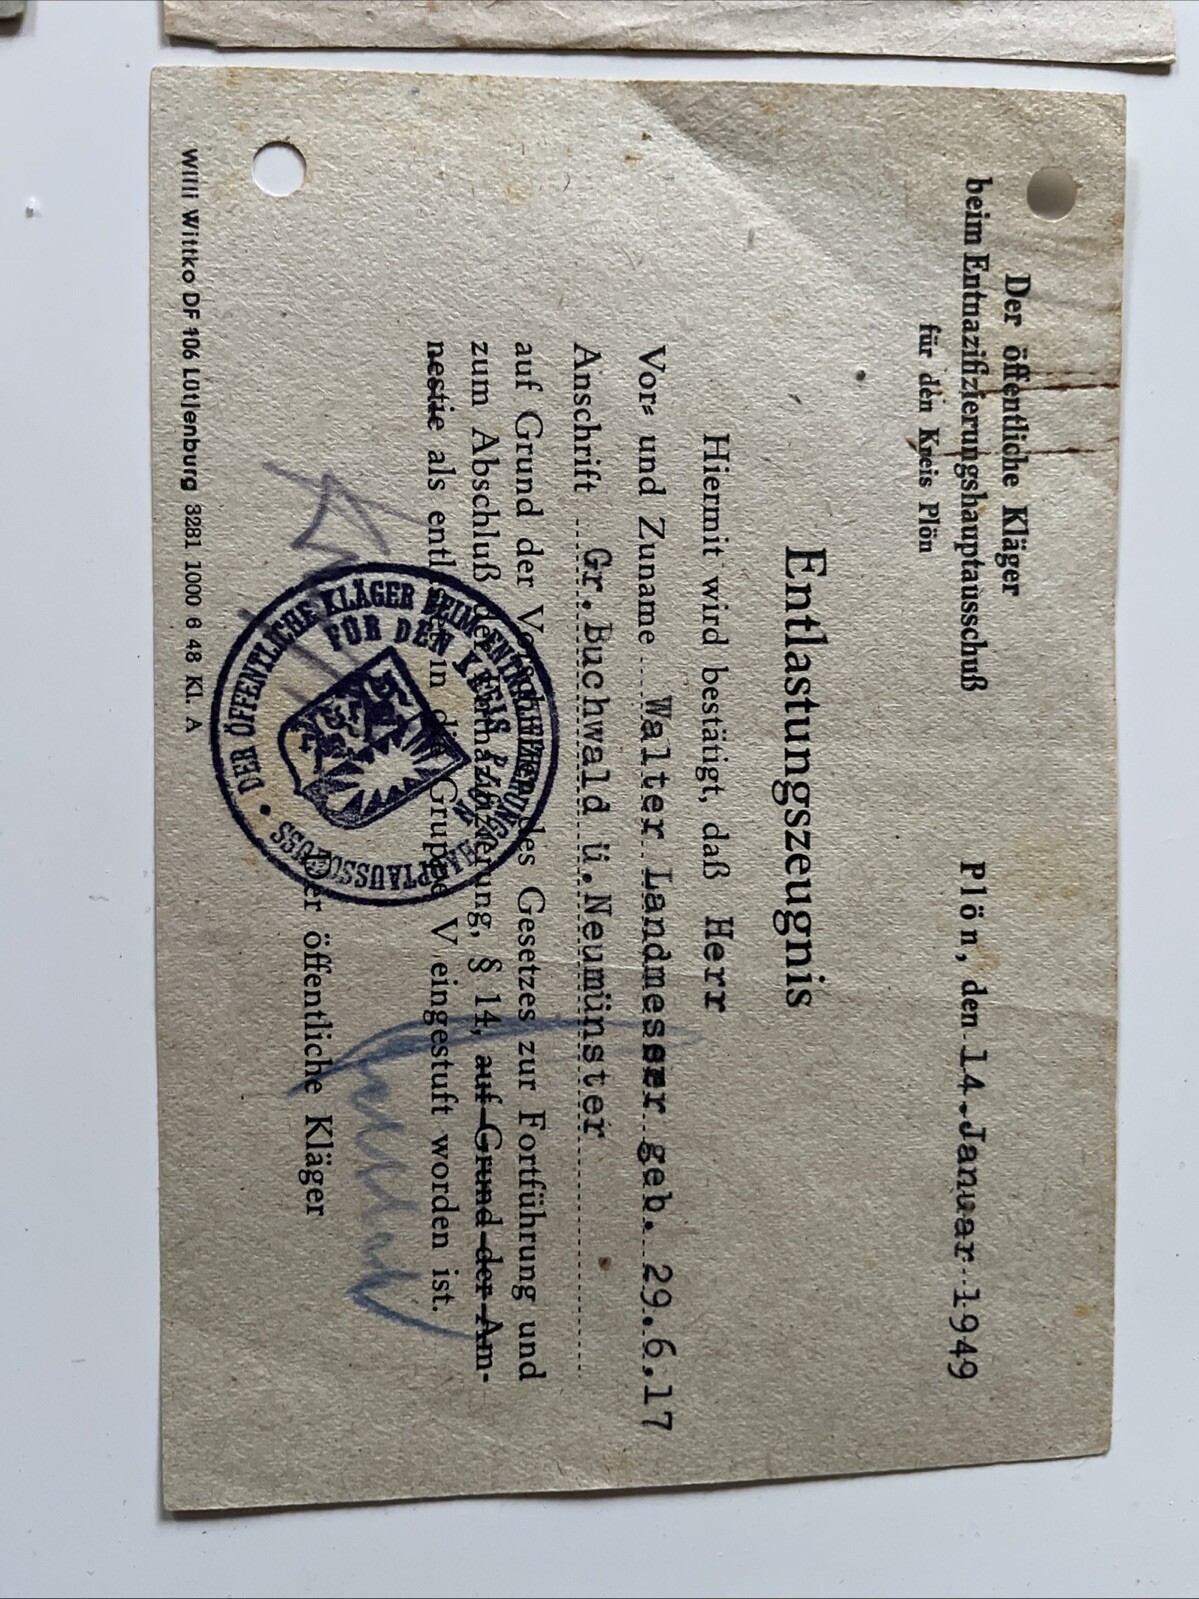 Der öffentliche Kläger
beim Entnazifizierungshauptausschuß
für den Kreis Plön
Plön, den 14. Januar 1949
Entlastungszeugnis
Hiermit wird bestätigt, daß Herr
Vor= und Zuname Walter Landmesser geb. 29.6.17
Anschrift Gr. Buchwald ü. Neumünster
auf Grund der des Gesetzes zur Fortführung und
zum Abschluß der Entnazifizierung, § 14, auf Grund der Am-
nestie als in die Gruppe V eingestuft worden ist.
Der öffentliche Kläger
DER ÖFFENTLICHE KLÄGER BEIM ENTNAZIFIZIERUNGSHAUPTAUSSCHUSS
FÜR DEN KREIS PLÖN
Willi Wittko DF 106 Lütjenburg 3281 1000 6 48 Kl. A